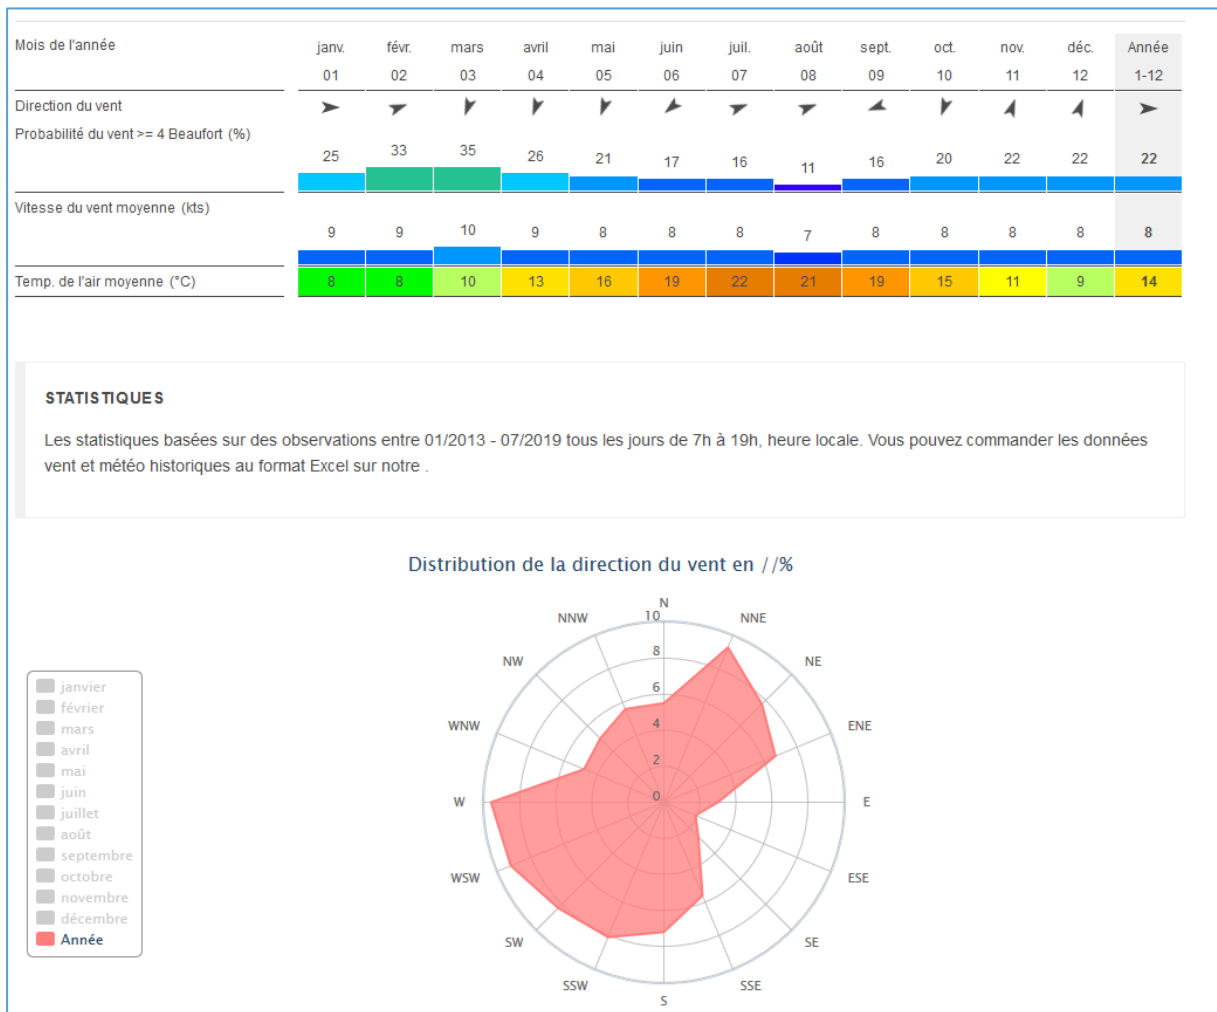 Mois de l'année janv. févr. mars avril mai juin juil. août sept. oct. nov. déc. Année
01 02 03 04 05 06 07 08 09 10 11 12 1-12
Direction du vent
Probabilité du vent >= 4 Beaufort (%)
25 33 35 26 21 17 16 11 16 20 22 22 22
Vitesse du vent moyenne (kts)
9 9 10 9 8 8 8 7 8 8 8 8 8
Temp. de l'air moyenne (°C) 8 8 10 13 16 19 22 21 19 15 11 9 14
STATISTIQUES
Les statistiques basées sur des observations entre 01/2013 - 07/2019 tous les jours de 7h à 19h, heure locale. Vous pouvez commander les données
vent et météo historiques au format Excel sur notre .
Distribution de la direction du vent en //%
N
NNW 10 NNE
8
NW NE
6
WNW 4 ENE
2
W 0 E
WSW ESE
SW SE
SSW SSE
S
janvier
février
mars
avril
mai
juin
juillet
août
septembre
octobre
novembre
décembre
Année